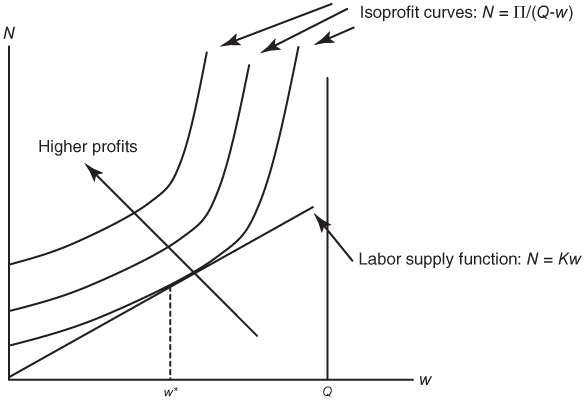 Isoprofit curves: N = Π/(Q-w)
N
Higher profits
Labor supply function: N = Kw
w
w*
Q